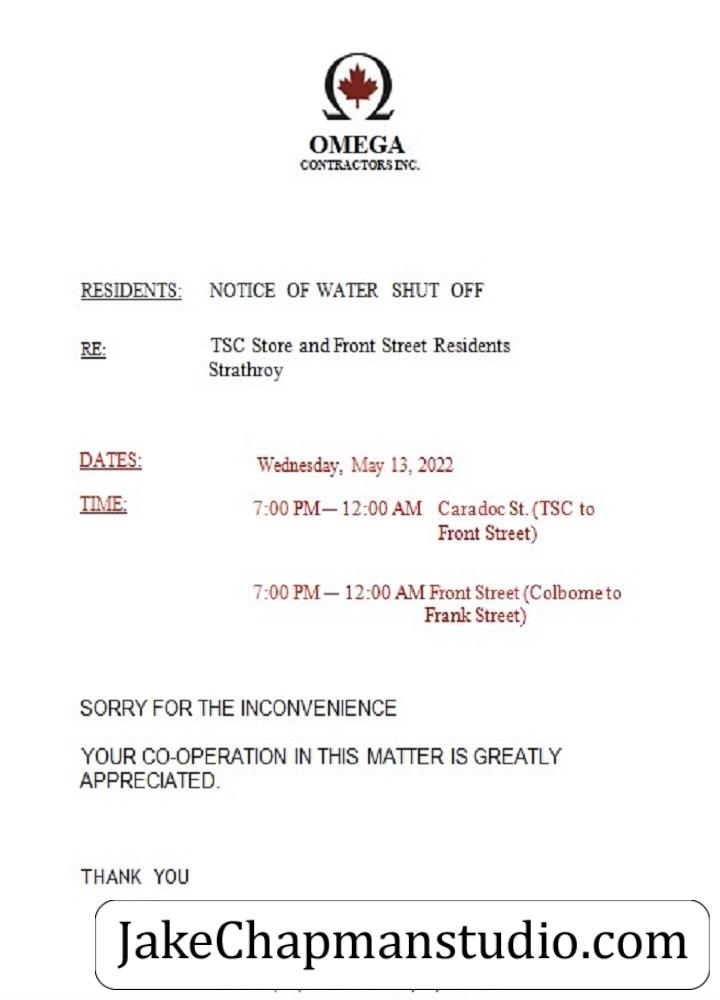 OMEGA
CONTRACTORS INC.
RESIDENTS: NOTICE OF WATER SHUT OFF
RE: TSC Store and Front Street Residents
Strathroy
DATES: Wednesday, May 13, 2022
TIME: 7:00 PM— 12:00 AM Caradoc St. (TSC to
Front Street)
7:00 PM — 12:00 AM Front Street (Colbome to
Frank Street)
SORRY FOR THE INCONVENIENCE
YOUR CO-OPERATION IN THIS MATTER IS GREATLY
APPRECIATED.
THANK YOU
JakeChapmanstudio.com